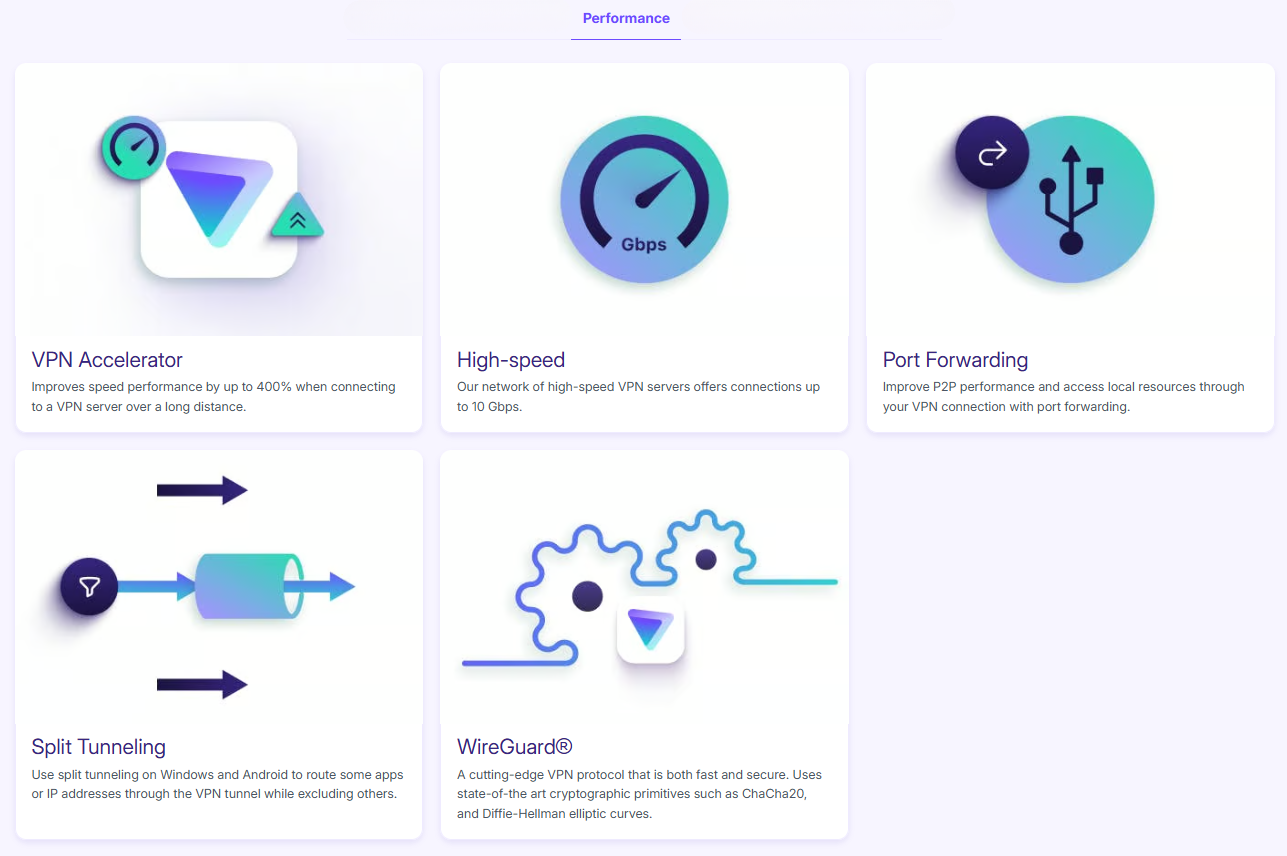 Performance
Gbps
VPN Accelerator
Improves speed performance by up to 400% when connecting
to a VPN server over a long distance.
High-speed
Our network of high-speed VPN servers offers connections up
to 10 Gbps.
Port Forwarding
Improve P2P performance and access local resources through
your VPN connection with port forwarding.
Split Tunneling
Use split tunneling on Windows and Android to route some apps
or IP addresses through the VPN tunnel while excluding others.
WireGuard®
A cutting-edge VPN protocol that is both fast and secure. Uses
state-of-the art cryptographic primitives such as ChaCha20,
and Diffie-Hellman elliptic curves.